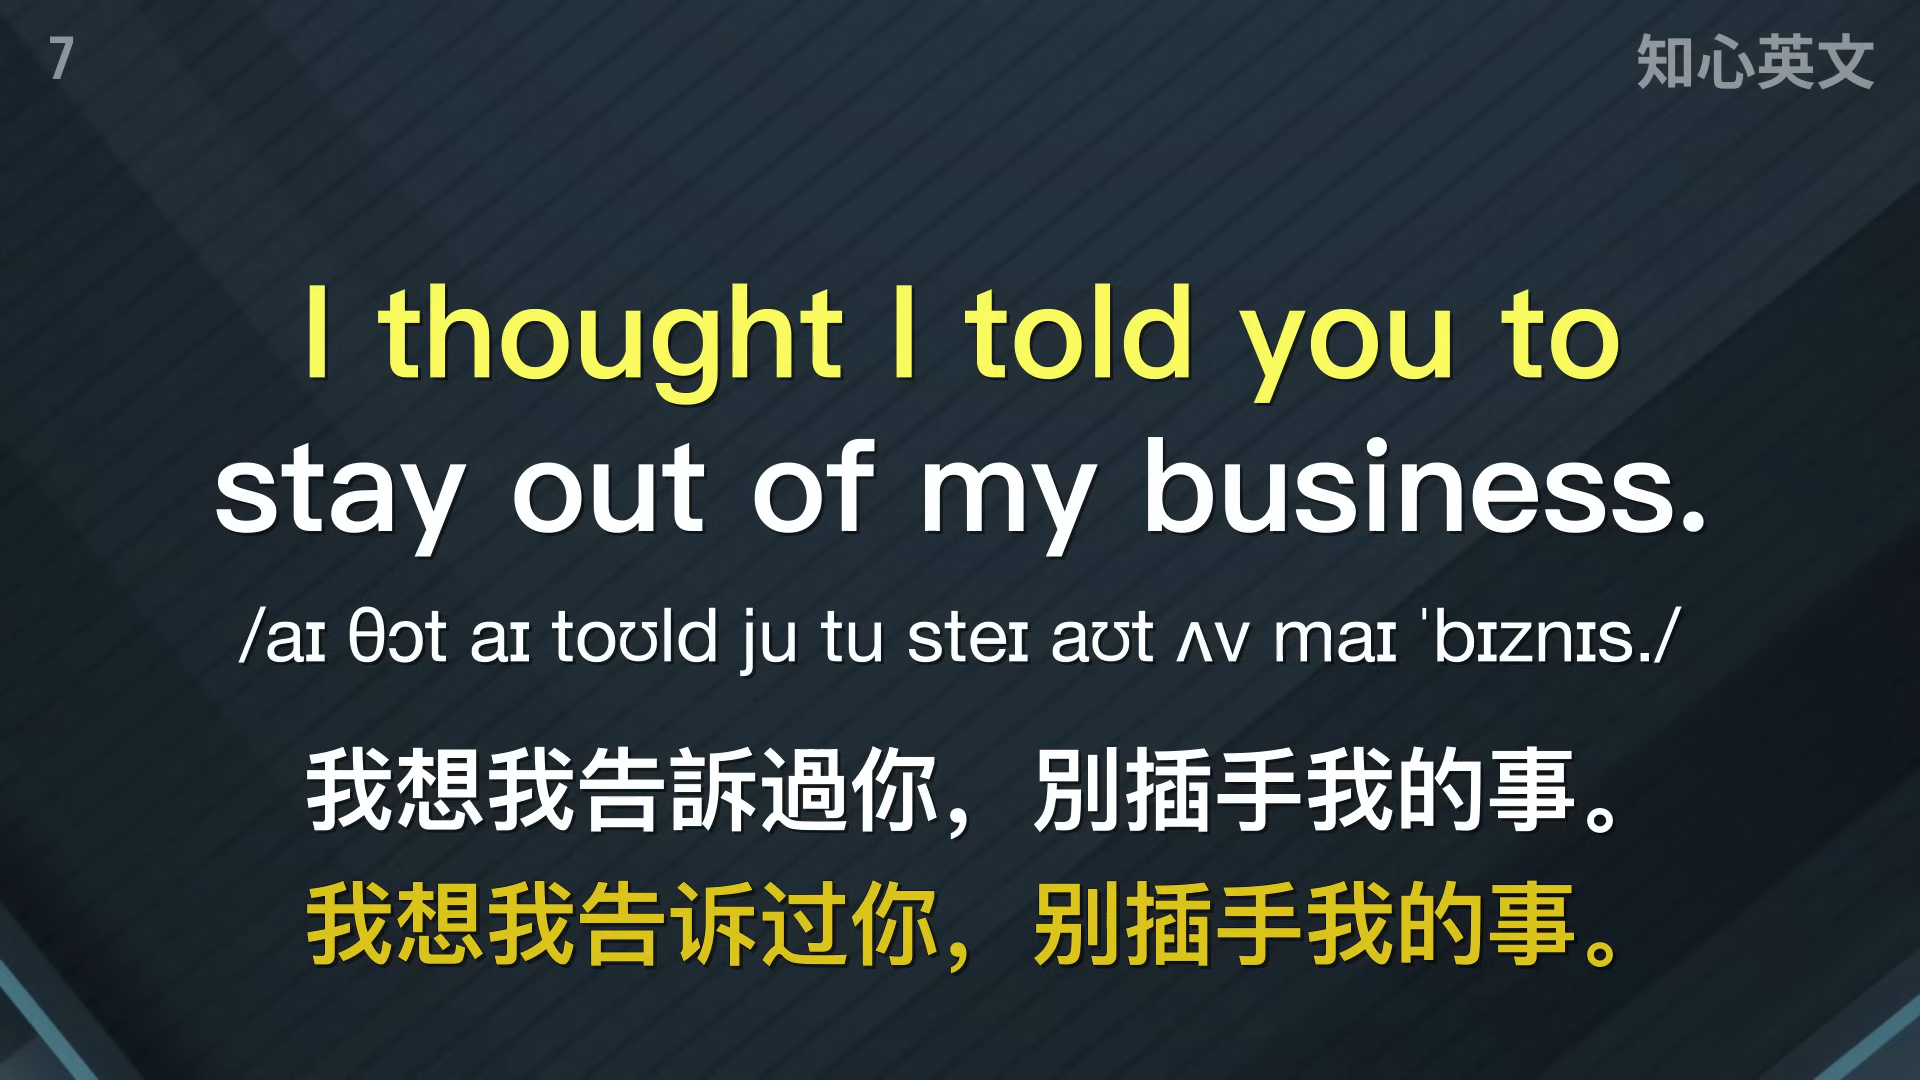 7
知心英文
I thought I told you to
stay out of my business.
/aɪ θɔt aɪ toʊld ju tu steɪ aʊt ʌv maɪ ˈbɪznɪs./
我想我告訴過你，別插手我的事。
我想我告诉过你，别插手我的事。